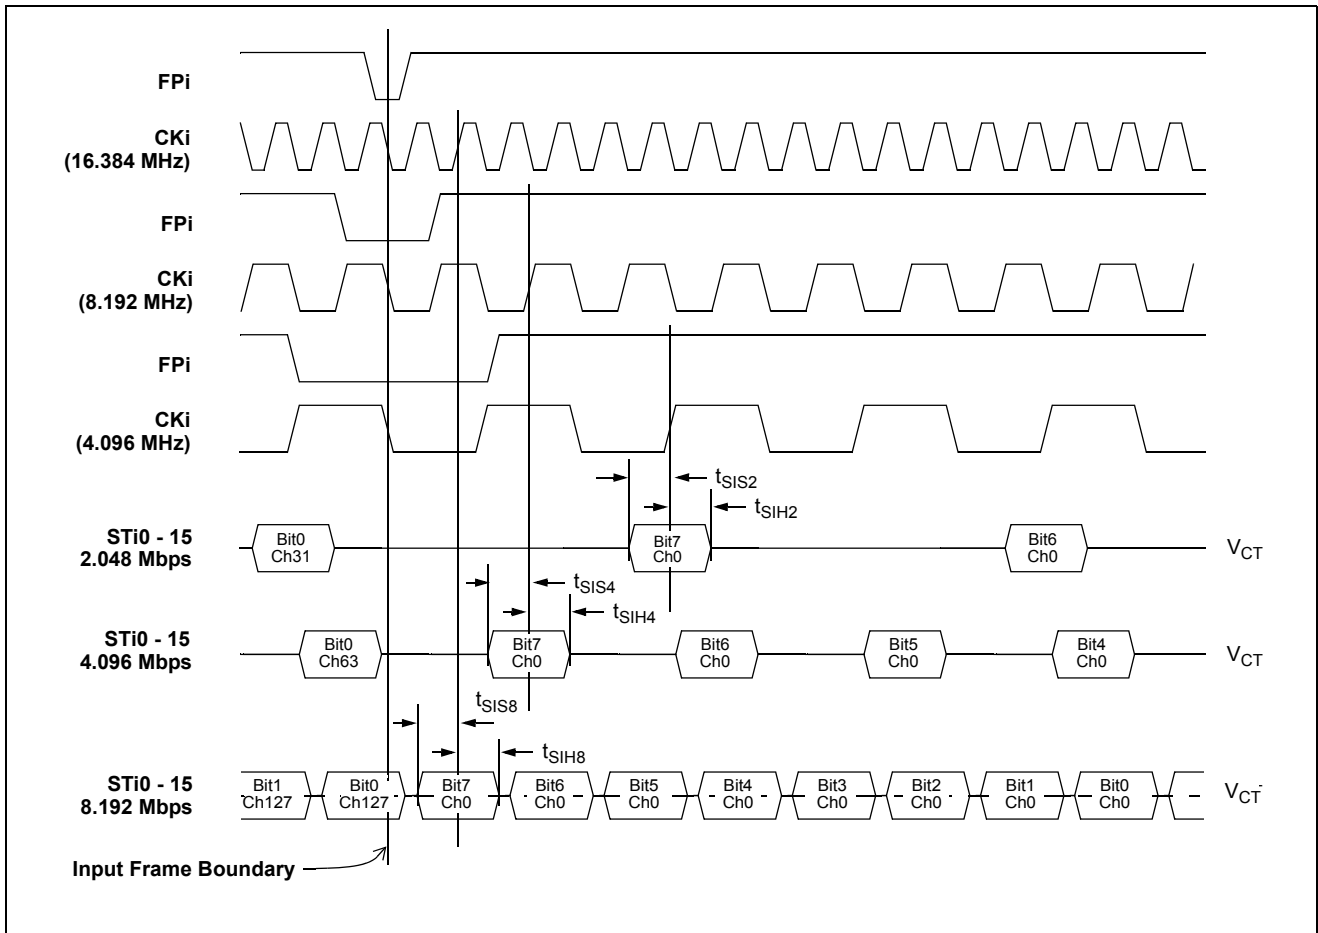 FPi
CKi
(16.384 MHz)
FPi
CKi
(8.192 MHz)
FPi
CKi
(4.096 MHz)
tSIS2
tSIH2
STi0 - 15
2.048 Mbps
Bit0
Ch31
Bit7
Ch0
Bit6
Ch0
VCT
tSIS4
tSIH4
STi0 - 15
4.096 Mbps
Bit0
Ch63
Bit7
Ch0
Bit6
Ch0
Bit5
Ch0
Bit4
Ch0
VCT
tSIS8
tSIH8
STi0 - 15
8.192 Mbps
Bit1
Ch127
Bit0
Ch127
Bit7
Ch0
Bit6
Ch0
Bit5
Ch0
Bit4
Ch0
Bit3
Ch0
Bit2
Ch0
Bit1
Ch0
Bit0
Ch0
VCT
Input Frame Boundary